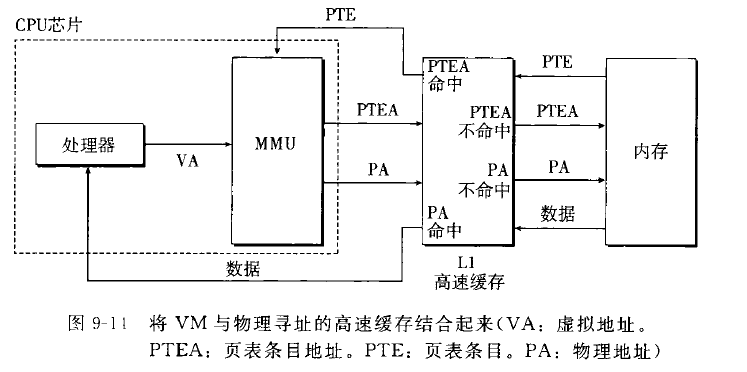 CPU芯片
PTE
PTEA
命中
PTE
处理器
VA
MMU
PTEA
PTEA
不命中
PTEA
内存
PA
PA
不命中
PA
PA
命中
数据
数据
L1
高速缓存
图 9-11 将 VM 与物理寻址的高速缓存结合起来(VA: 虚拟地址。
PTEA: 页表条目地址。PTE: 页表条目。PA: 物理地址)